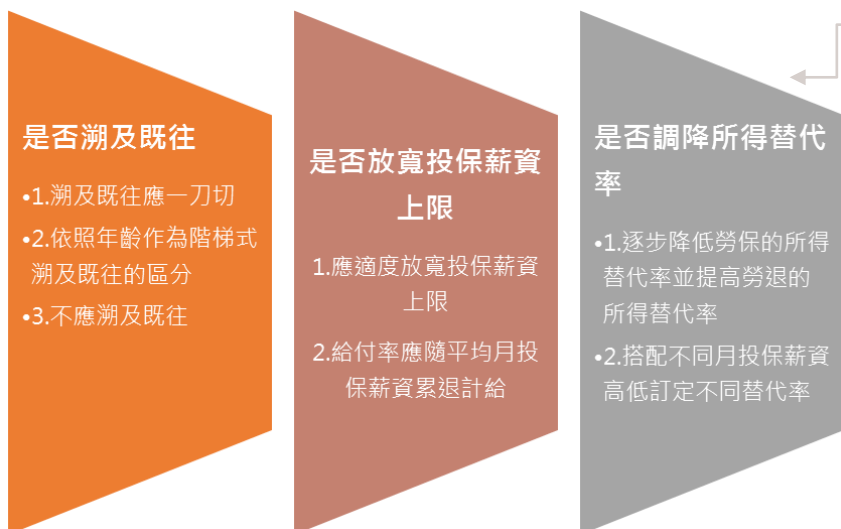 是否溯及既往
•1.溯及既往應一刀切
•2.依照年齡作為階梯式
溯及既往的區分
•3.不應溯及既往
是否放寬投保薪資
上限
1.應適度放寬投保薪資
上限
2.給付率應隨平均月投
保薪資累退計給
是否調降所得替代
率
•1.逐步降低勞保的所得
替代率並提高勞退的
所得替代率
•2.搭配不同月投保薪資
高低訂定不同替代率